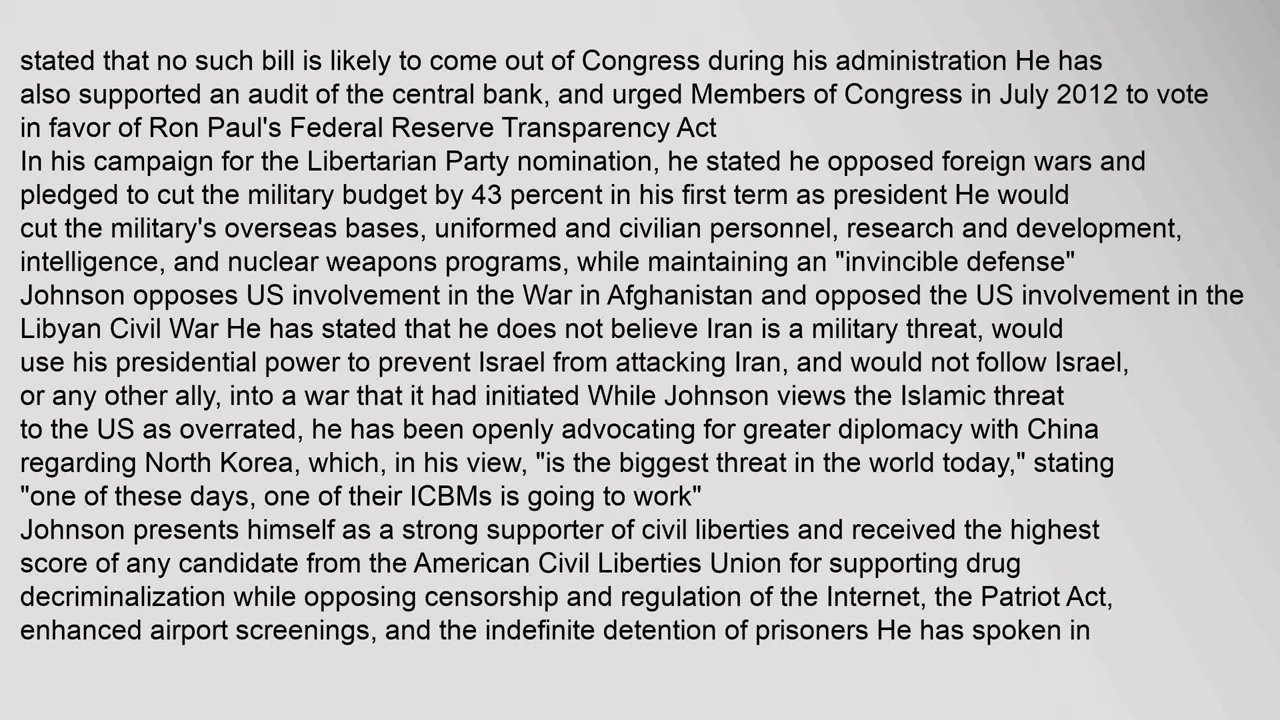 stated that no such bill is likely to come out of Congress during his administration He has
also supported an audit of the central bank, and urged Members of Congress in July 2012 to vote
in favor of Ron Paul's Federal Reserve Transparency Act
In his campaign for the Libertarian Party nomination, he stated he opposed foreign wars and
pledged to cut the military budget by 43 percent in his first term as president He would
cut the military's overseas bases, uniformed and civilian personnel, research and development,
intelligence, and nuclear weapons programs, while maintaining an "invincible defense"
Johnson opposes US involvement in the War in Afghanistan and opposed the US involvement in the
Libyan Civil War He has stated that he does not believe Iran is a military threat, would
use his presidential power to prevent Israel from attacking Iran, and would not follow Israel,
or any other ally, into a war that it had initiated While Johnson views the Islamic threat
to the US as overrated, he has been openly advocating for greater diplomacy with China
regarding North Korea, which, in his view, "is the biggest threat in the world today," stating
"one of these days, one of their ICBMs is going to work"
Johnson presents himself as a strong supporter of civil liberties and received the highest
score of any candidate from the American Civil Liberties Union for supporting drug
decriminalization while opposing censorship and regulation of the Internet, the Patriot Act,
enhanced airport screenings, and the indefinite detention of prisoners He has spoken in